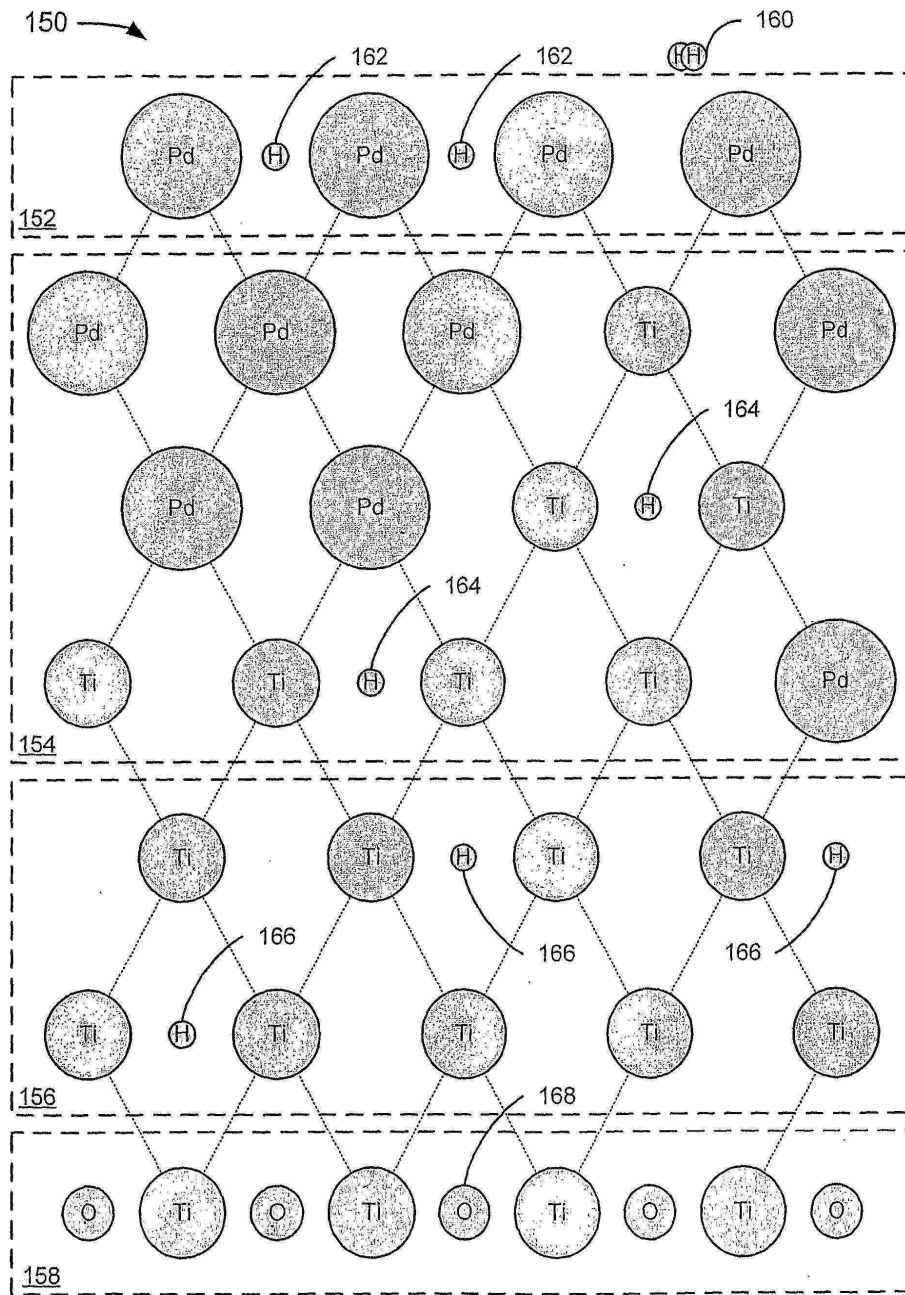 150
162
162
160
H H
Pd H Pd H Pd Pd
152
Pd Pd Pd Ti Pd
164
Pd Pd Ti H Ti
164
Ti Ti H Ti Ti Pd
154
Ti Ti H Ti Ti H
166
166
166
Ti H Ti Ti Ti Ti
156
168
O Ti O Ti O Ti O Ti O
158